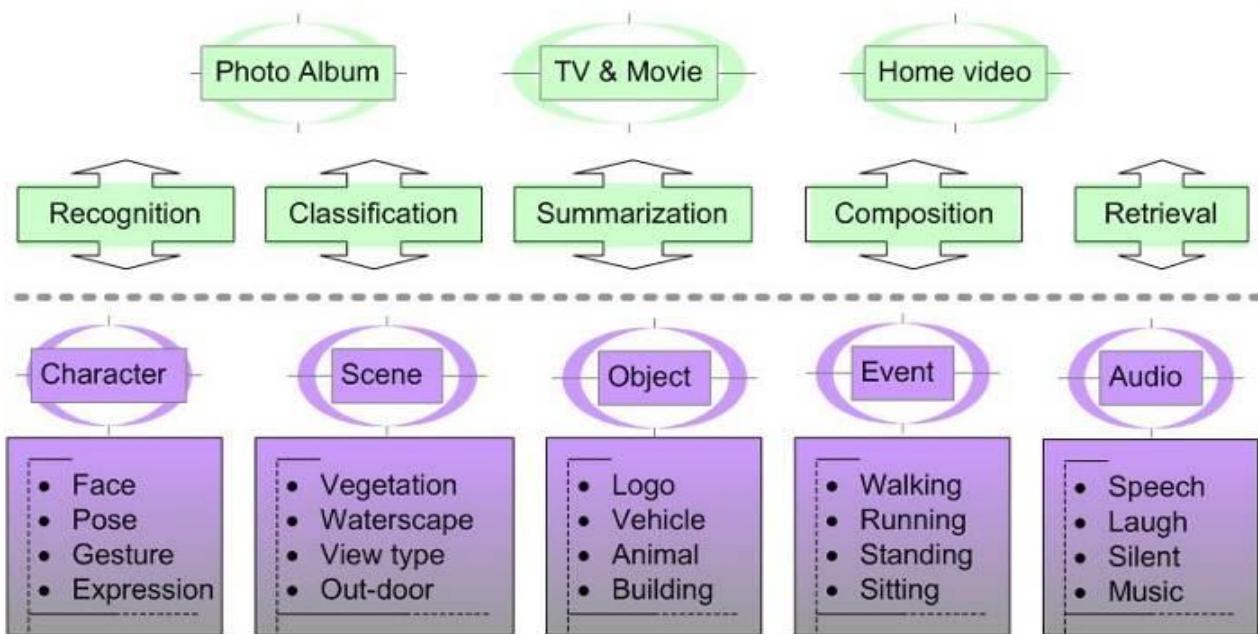 Photo Album
TV & Movie
Home video
Recognition
Classification
Summarization
Composition
Retrieval
Character
Scene
Object
Event
Audio
• Face
• Pose
• Gesture
• Expression
• Vegetation
• Waterscape
• View type
• Out-door
• Logo
• Vehicle
• Animal
• Building
• Walking
• Running
• Standing
• Sitting
• Speech
• Laugh
• Silent
• Music